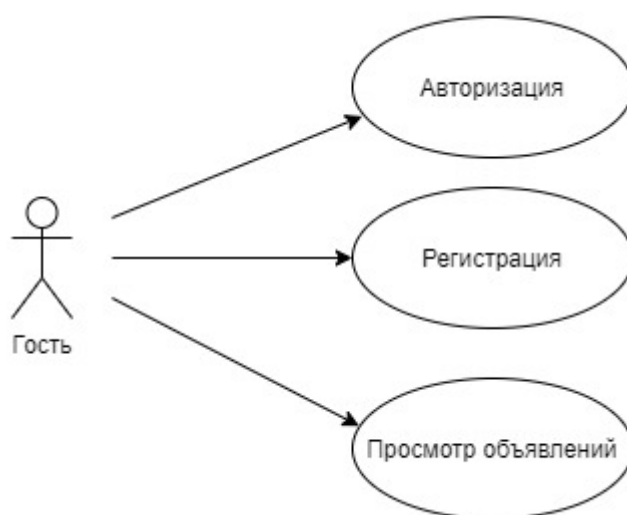 Авторизация
Регистрация
Гость
Просмотр объявлений